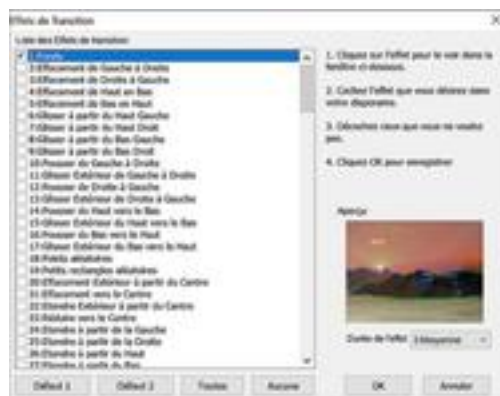 Effets de Transition
Liste des Effets de transition
1:Fondu
2:Effacement de Gauche à Droite
3:Effacement de Droite à Gauche
4:Effacement de Haut en Bas
5:Effacement de Bas en Haut
6:Glisser à partir du Haut Gauche
7:Glisser à partir du Haut Droit
8:Glisser à partir du Bas Gauche
9:Glisser à partir du Bas Droit
10:Pousser de Gauche à Droite
11:Glisser Extérieur de Gauche à Droite
12:Pousser de Droite à Gauche
13:Glisser Extérieur de Droite à Gauche
14:Pousser du Haut vers le Bas
15:Glisser Extérieur du Haut vers le Bas
16:Pousser du Bas vers le Haut
17:Glisser Extérieur du Bas vers le Haut
18:Points aléatoires
19:Petits rectangles aléatoires
20:Effacement Extérieur à partir du Centre
21:Effacement vers le Centre
22:Etendre Extérieur à partir du Centre
23:Réduire vers le Centre
24:Etendre à partir de la Gauche
25:Etendre à partir de la Droite
26:Etendre à partir du Haut
27:Etendre à partir du Bas
Défaut 1
Défaut 2
Toutes
Aucune
1. Cliquez sur l'effet pour le voir dans la
fenêtre ci-dessous.
2. Cochez l'effet que vous désirez dans
votre diaporama.
3. Décochez ceux que vous ne voulez
pas.
4. Cliquez OK pour enregistrer
Aperçu
Durée de l'effet
3:Moyenne
OK
Annuler